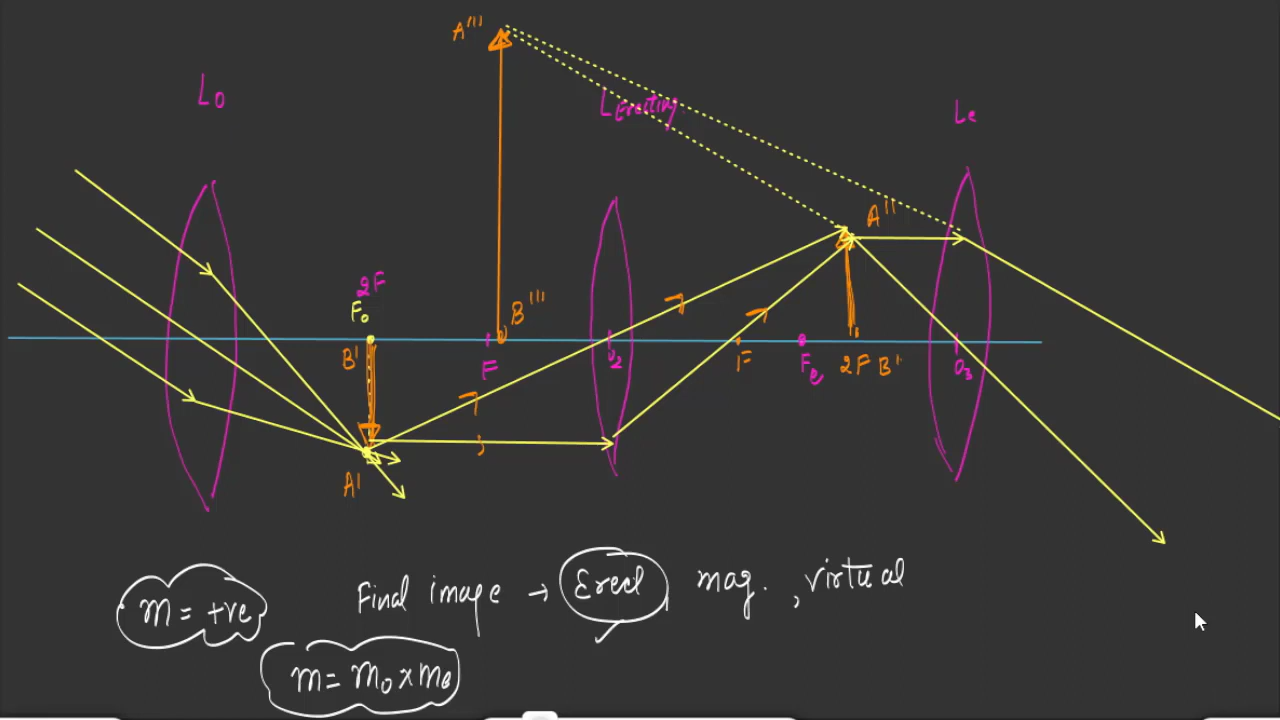 A'''
L0
LErecting
Le
A''
2F
F0
B'''
B'
F
O2
F
Fe
2F B'
O3
A'
Final image → Erect mag. , virtual
m = +ve
m = m0 x me